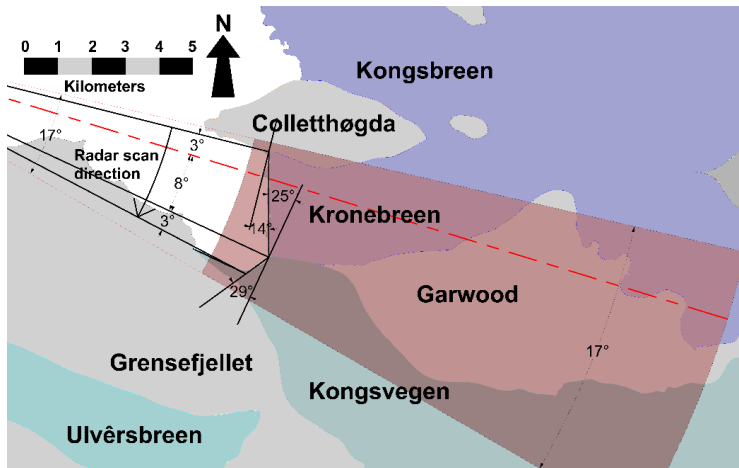 N
0 1 2 3 4 5
Kilometers
Kongsbreen
Colletthøgda
17°
Radar scan
direction
3°
8°
3°
25°
14°
Kronebreen
29°
Garwood
17°
Grensefjellet
Kongsvegen
Ulvêrsbreen